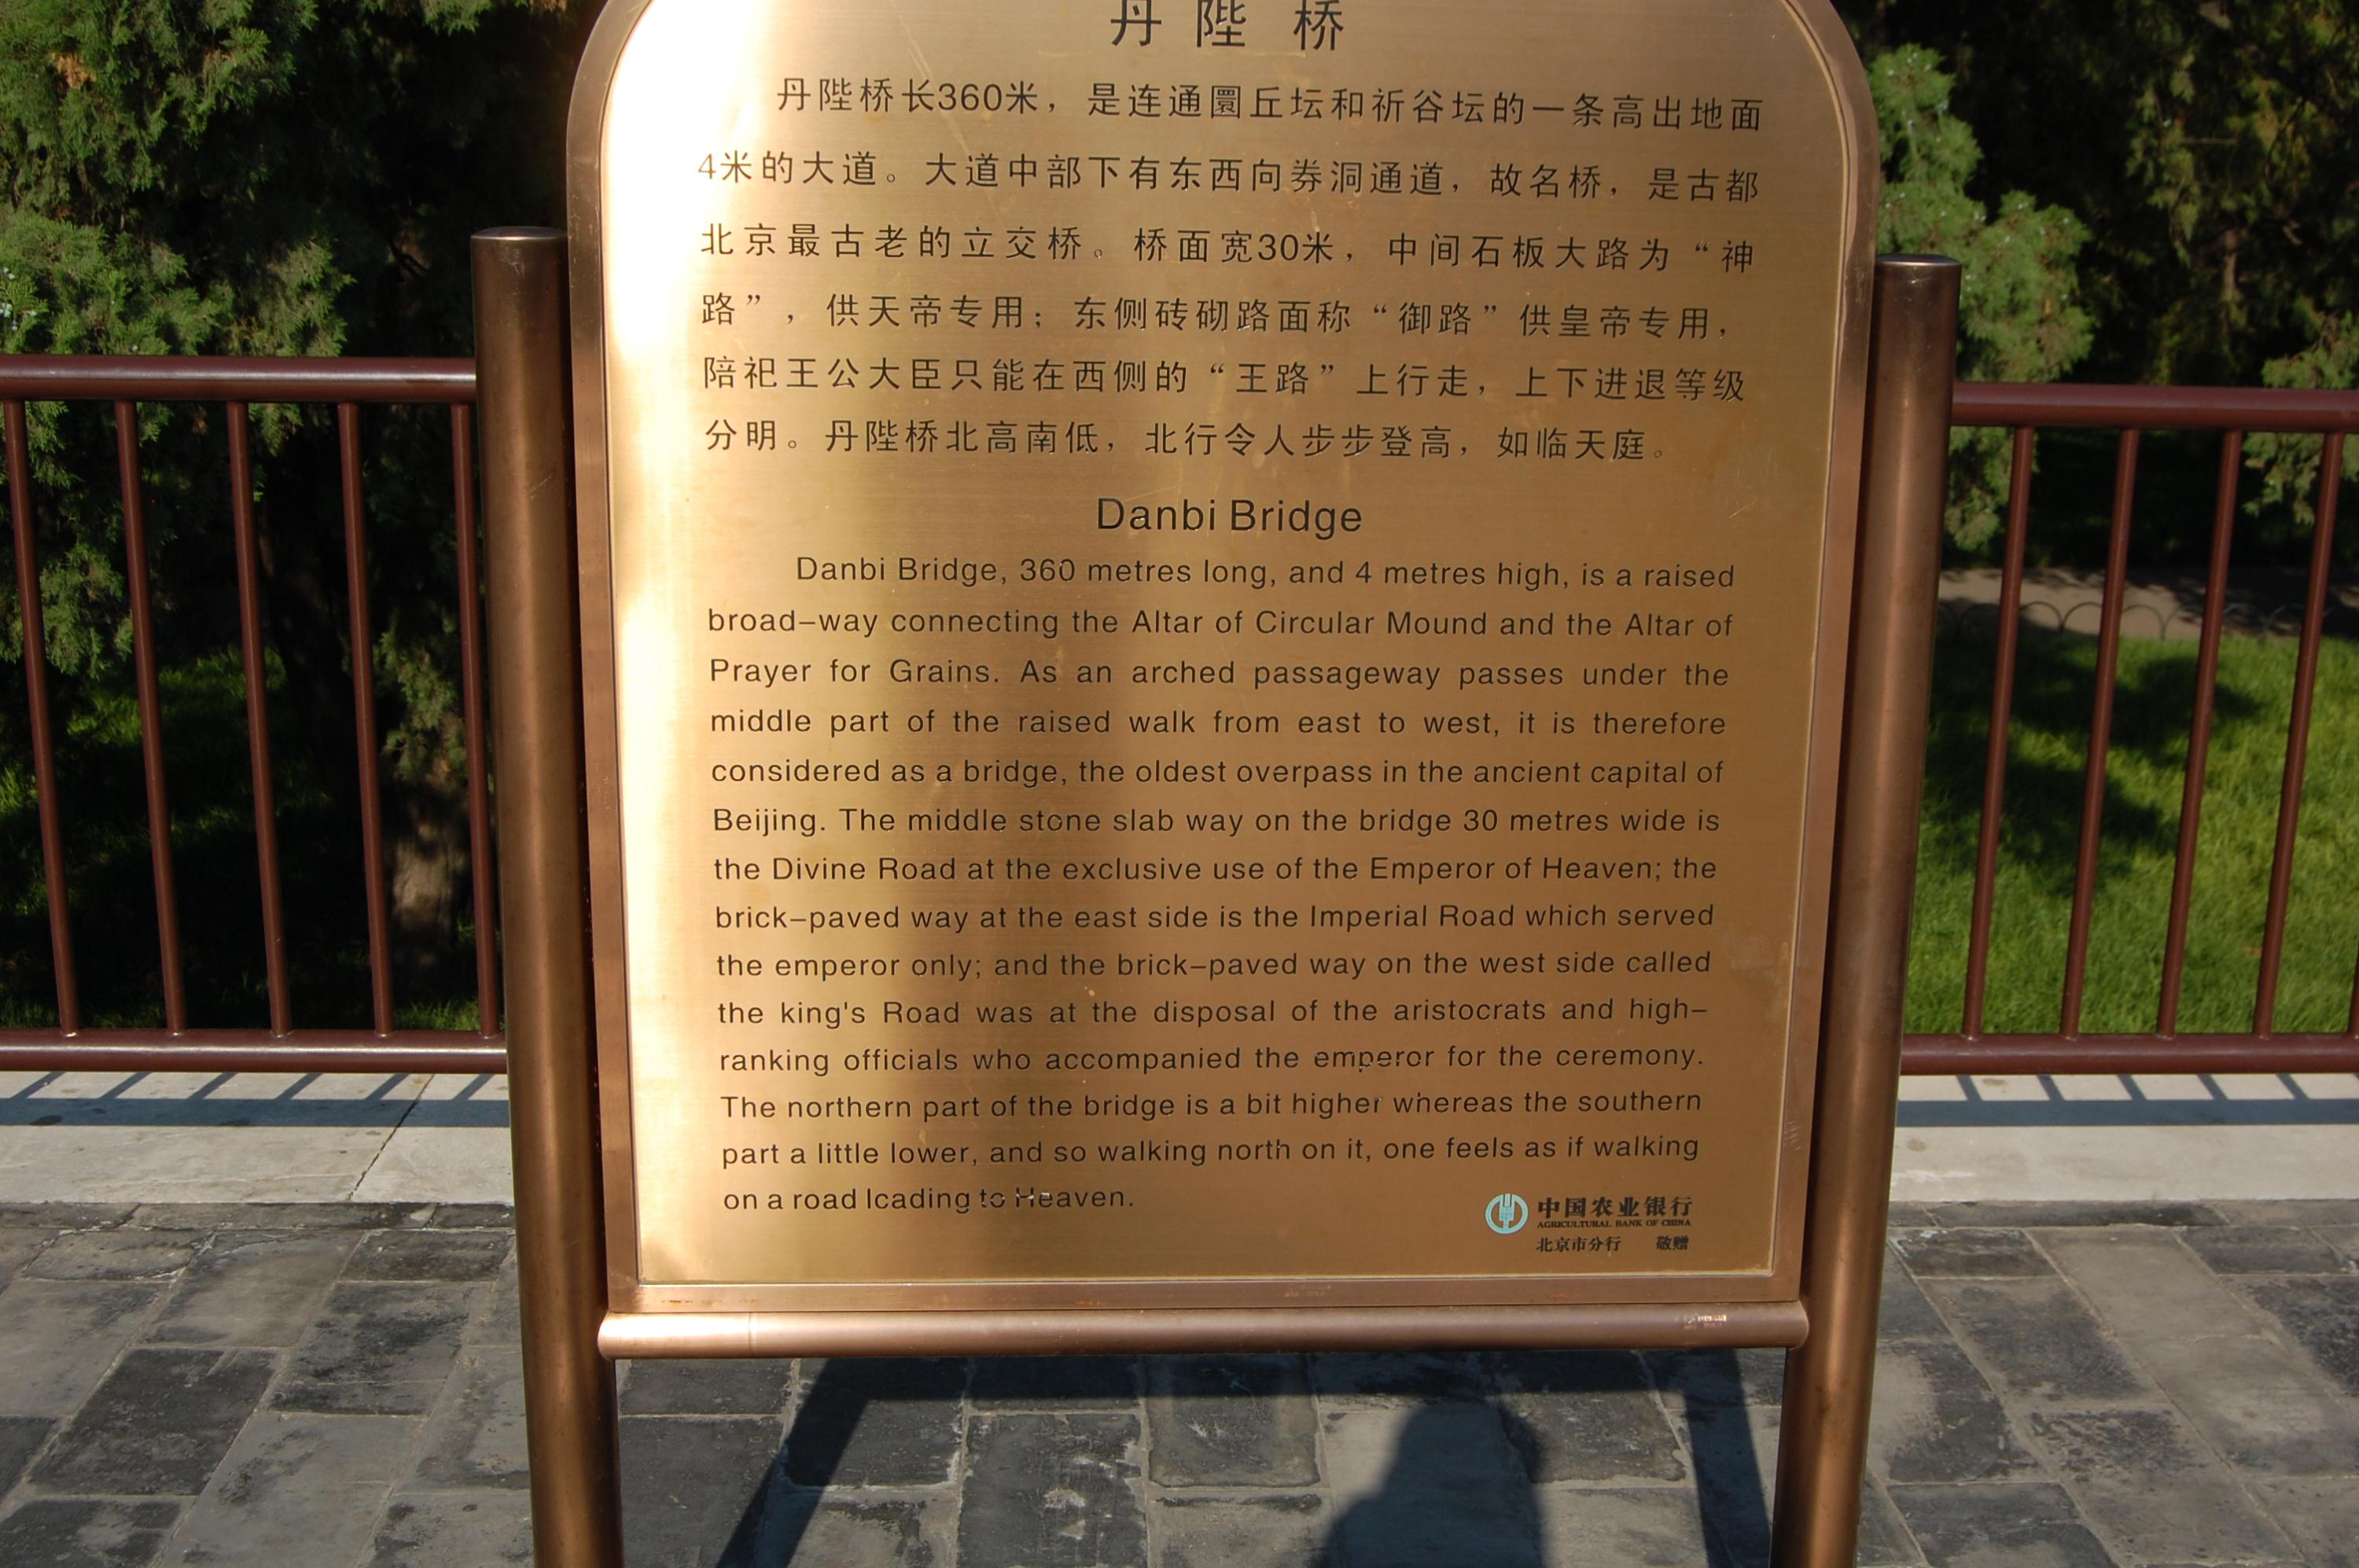 丹陛桥
丹陛桥长360米，是连通圜丘坛和祈谷坛的一条高出地面
4米的大道。大道中部下有东西向券洞通道，故名桥，是古都
北京最古老的立交桥。桥面宽30米，中间石板大路为“神
路”，供天帝专用；东侧砖砌路面称“御路”供皇帝专用，
陪祀王公大臣只能在西侧的“王路”上行走，上下进退等级
分明。丹陛桥北高南低，北行令人步步登高，如临天庭。
Danbi Bridge
Danbi Bridge, 360 metres long, and 4 metres high, is a raised
broad-way connecting the Altar of Circular Mound and the Altar of
Prayer for Grains. As an arched passageway passes under the
middle part of the raised walk from east to west, it is therefore
considered as a bridge, the oldest overpass in the ancient capital of
Beijing. The middle stone slab way on the bridge 30 metres wide is
the Divine Road at the exclusive use of the Emperor of Heaven; the
brick-paved way at the east side is the Imperial Road which served
the emperor only; and the brick-paved way on the west side called
the king's Road was at the disposal of the aristocrats and high-
ranking officials who accompanied the emperor for the ceremony.
The northern part of the bridge is a bit higher whereas the southern
part a little lower, and so walking north on it, one feels as if walking
on a road leading to Heaven.
中国农业银行
AGRICULTURAL BANK OF CHINA
北京市分行 敬赠